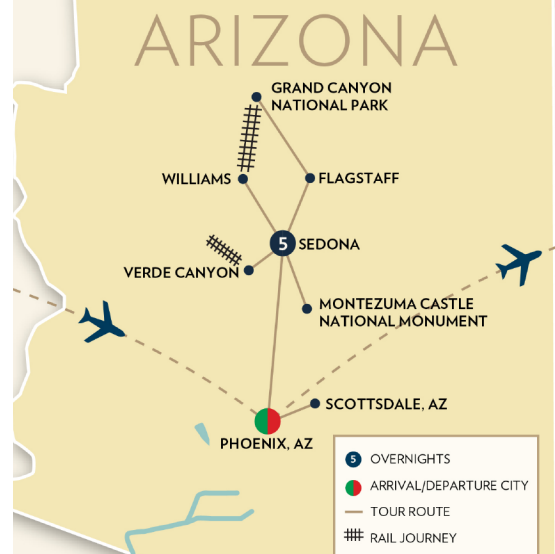 ARIZONA
GRAND CANYON
NATIONAL PARK
WILLIAMS
FLAGSTAFF
5
SEDONA
VERDE CANYON
MONTEZUMA CASTLE
NATIONAL MONUMENT
SCOTTSDALE, AZ
PHOENIX, AZ
5 OVERNIGHTS
ARRIVAL/DEPARTURE CITY
TOUR ROUTE
RAIL JOURNEY